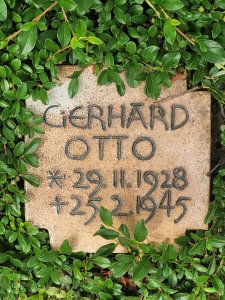 GERHARD
OTTO
* 29.11.1928
+ 25.2.1945